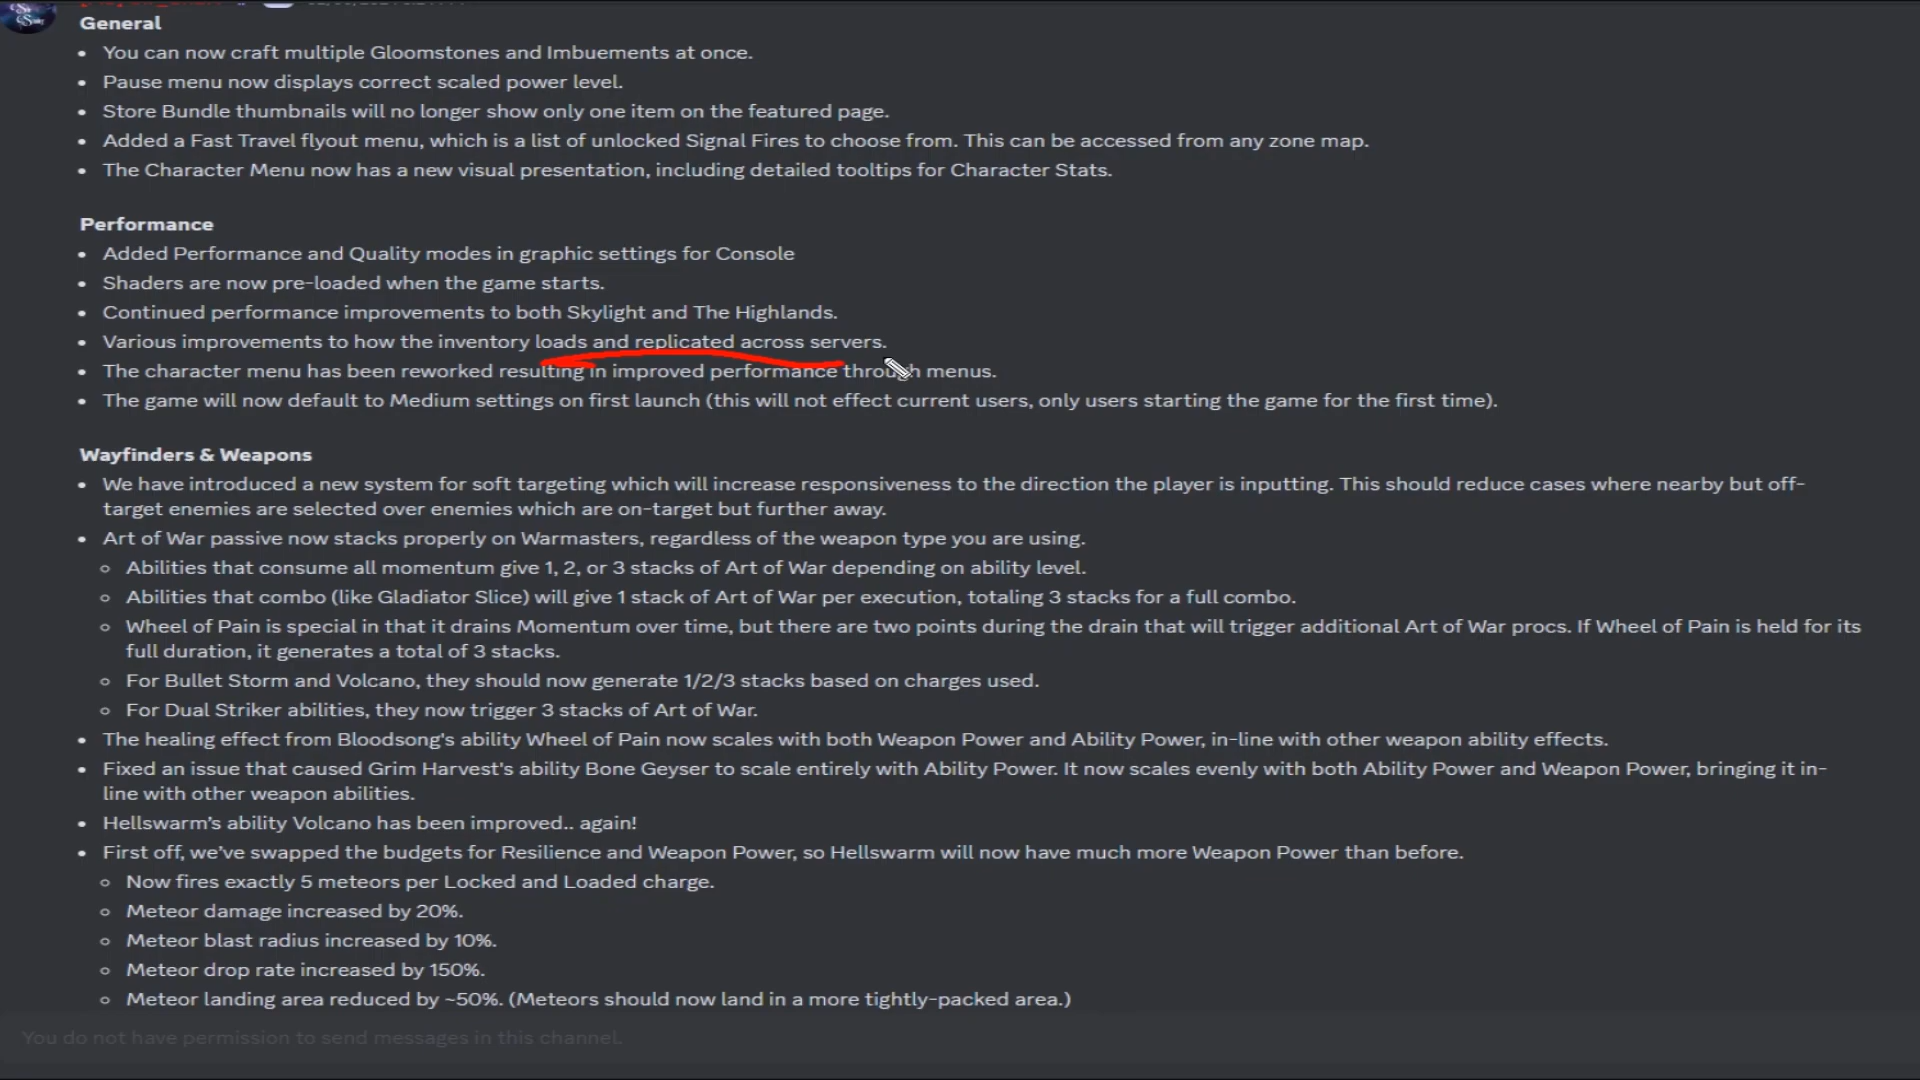 General
You can now craft multiple Gloomstones and Imbuements at once.
Pause menu now displays correct scaled power level.
Store Bundle thumbnails will no longer show only one item on the featured page.
Added a Fast Travel flyout menu, which is a list of unlocked Signal Fires to choose from. This can be accessed from any zone map.
The Character Menu now has a new visual presentation, including detailed tooltips for Character Stats.
Performance
Added Performance and Quality modes in graphic settings for Console
Shaders are now pre-loaded when the game starts.
Continued performance improvements to both Skylight and The Highlands.
Various improvements to how the inventory loads and replicated across servers.
The character menu has been reworked resulting in improved performance through menus.
The game will now default to Medium settings on first launch (this will not effect current users, only users starting the game for the first time).
Wayfinders & Weapons
We have introduced a new system for soft targeting which will increase responsiveness to the direction the player is inputting. This should reduce cases where nearby but off-
target enemies are selected over enemies which are on-target but further away.
Art of War passive now stacks properly on Warmasters, regardless of the weapon type you are using.
Abilities that consume all momentum give 1, 2, or 3 stacks of Art of War depending on ability level.
Abilities that combo (like Gladiator Slice) will give 1 stack of Art of War per execution, totaling 3 stacks for a full combo.
Wheel of Pain is special in that it drains Momentum over time, but there are two points during the drain that will trigger additional Art of War procs. If Wheel of Pain is held for its
full duration, it generates a total of 3 stacks.
For Bullet Storm and Volcano, they should now generate 1/2/3 stacks based on charges used.
For Dual Striker abilities, they now trigger 3 stacks of Art of War.
The healing effect from Bloodsong's ability Wheel of Pain now scales with both Weapon Power and Ability Power, in-line with other weapon ability effects.
Fixed an issue that caused Grim Harvest's ability Bone Geyser to scale entirely with Ability Power. It now scales evenly with both Ability Power and Weapon Power, bringing it in-
line with other weapon abilities.
Hellswarm’s ability Volcano has been improved.. again!
First off, we’ve swapped the budgets for Resilience and Weapon Power, so Hellswarm will now have much more Weapon Power than before.
Now fires exactly 5 meteors per Locked and Loaded charge.
Meteor damage increased by 20%.
Meteor blast radius increased by 10%.
Meteor drop rate increased by 150%.
Meteor landing area reduced by ~50%. (Meteors should now land in a more tightly-packed area.)
You do not have permission to send messages in this channel.